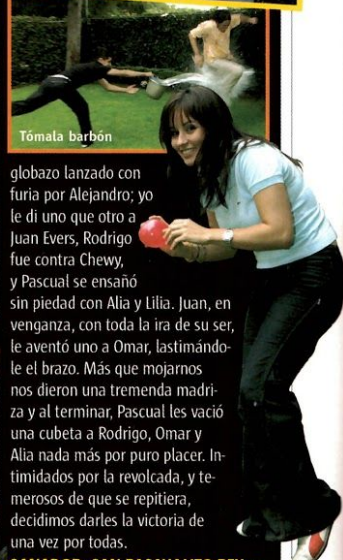 Tómala barbón
globazo lanzado con
furia por Alejandro; yo
le di uno que otro a
Juan Evers, Rodrigo
fue contra Chewy,
y Pascual se ensañó
sin piedad con Alia y Lilia. Juan, en
venganza, con toda la ira de su ser,
le aventó uno a Omar, lastimándo-
le el brazo. Más que mojarnos
nos dieron una tremenda madri-
za y al terminar, Pascual les vació
una cubeta a Rodrigo, Omar y
Alia nada más por puro placer. In-
timidados por la revolcada, y te-
merosos de que se repitiera,
decidimos darles la victoria de
una vez por todas.